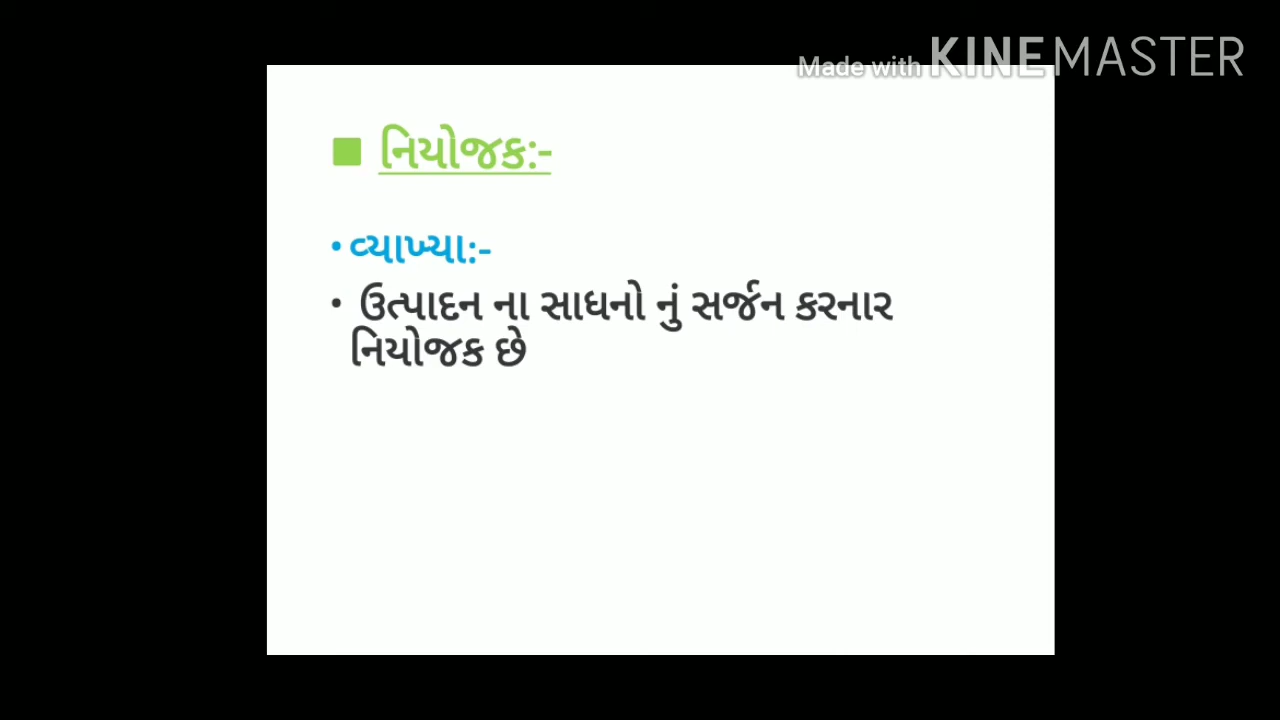 Made with KINEMASTER
■ નિયોજક:-
• વ્યાખ્યા:-
• ઉત્પાદન ના સાધનો નું સર્જન કરનાર
નિયોજક છે